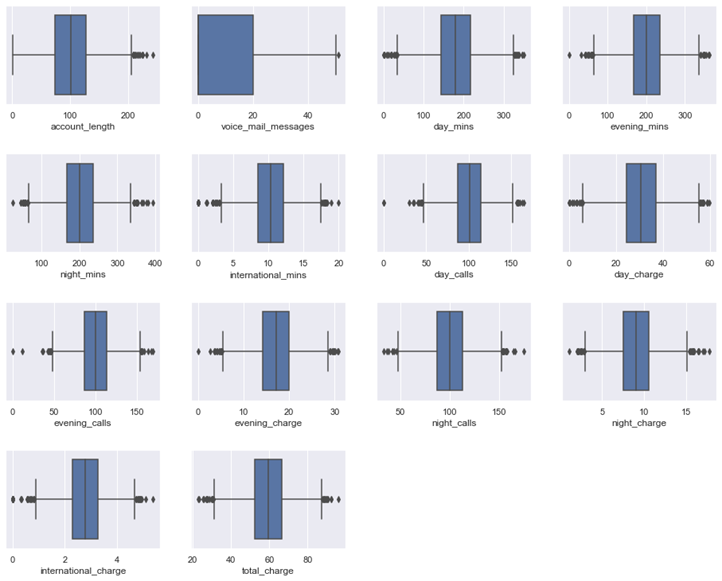 0 100 200
account_length
0 20 40
voice_mail_messages
0 100 200 300
day_mins
0 100 200 300
evening_mins
100 200 300 400
night_mins
0 5 10 15 20
international_mins
0 50 100 150
day_calls
0 20 40 60
day_charge
0 50 100 150
evening_calls
0 10 20 30
evening_charge
50 100 150
night_calls
5 10 15
night_charge
0 2 4
international_charge
20 40 60 80
total_charge